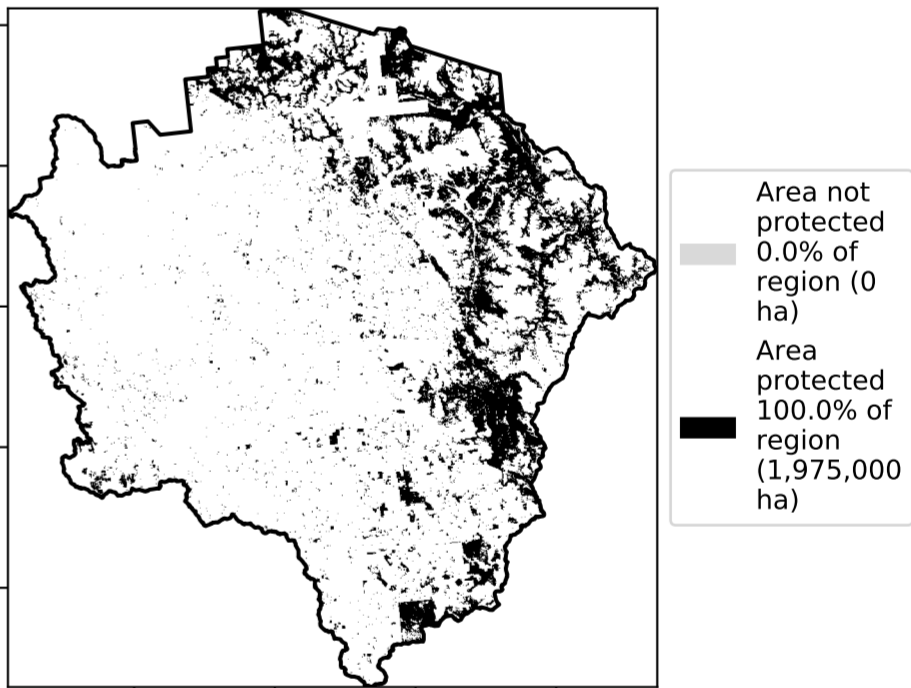 Area not
protected
0.0% of
region (0
ha)
Area
protected
100.0% of
region
(1,975,000
ha)